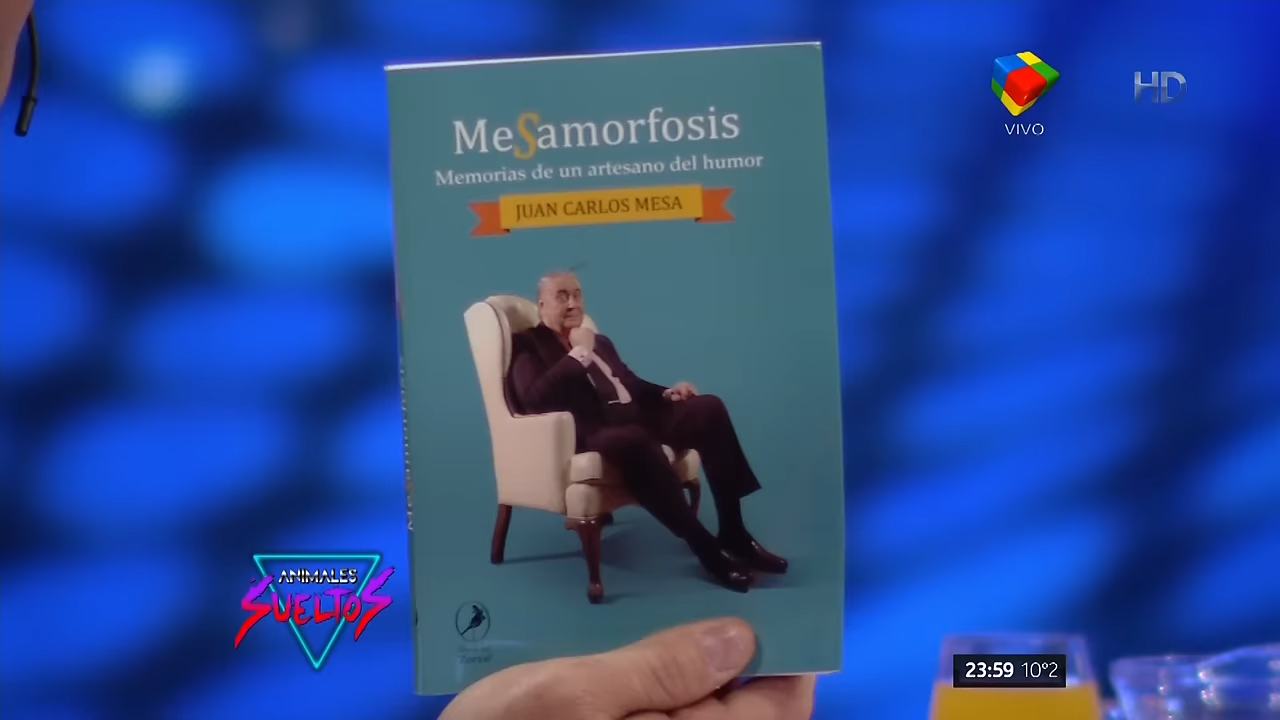 MeSamorfosis
Memorias de un artesano del humor
JUAN CARLOS MESA
VIVO
HD
ANIMALES
SUELTOS
23:59 10°2